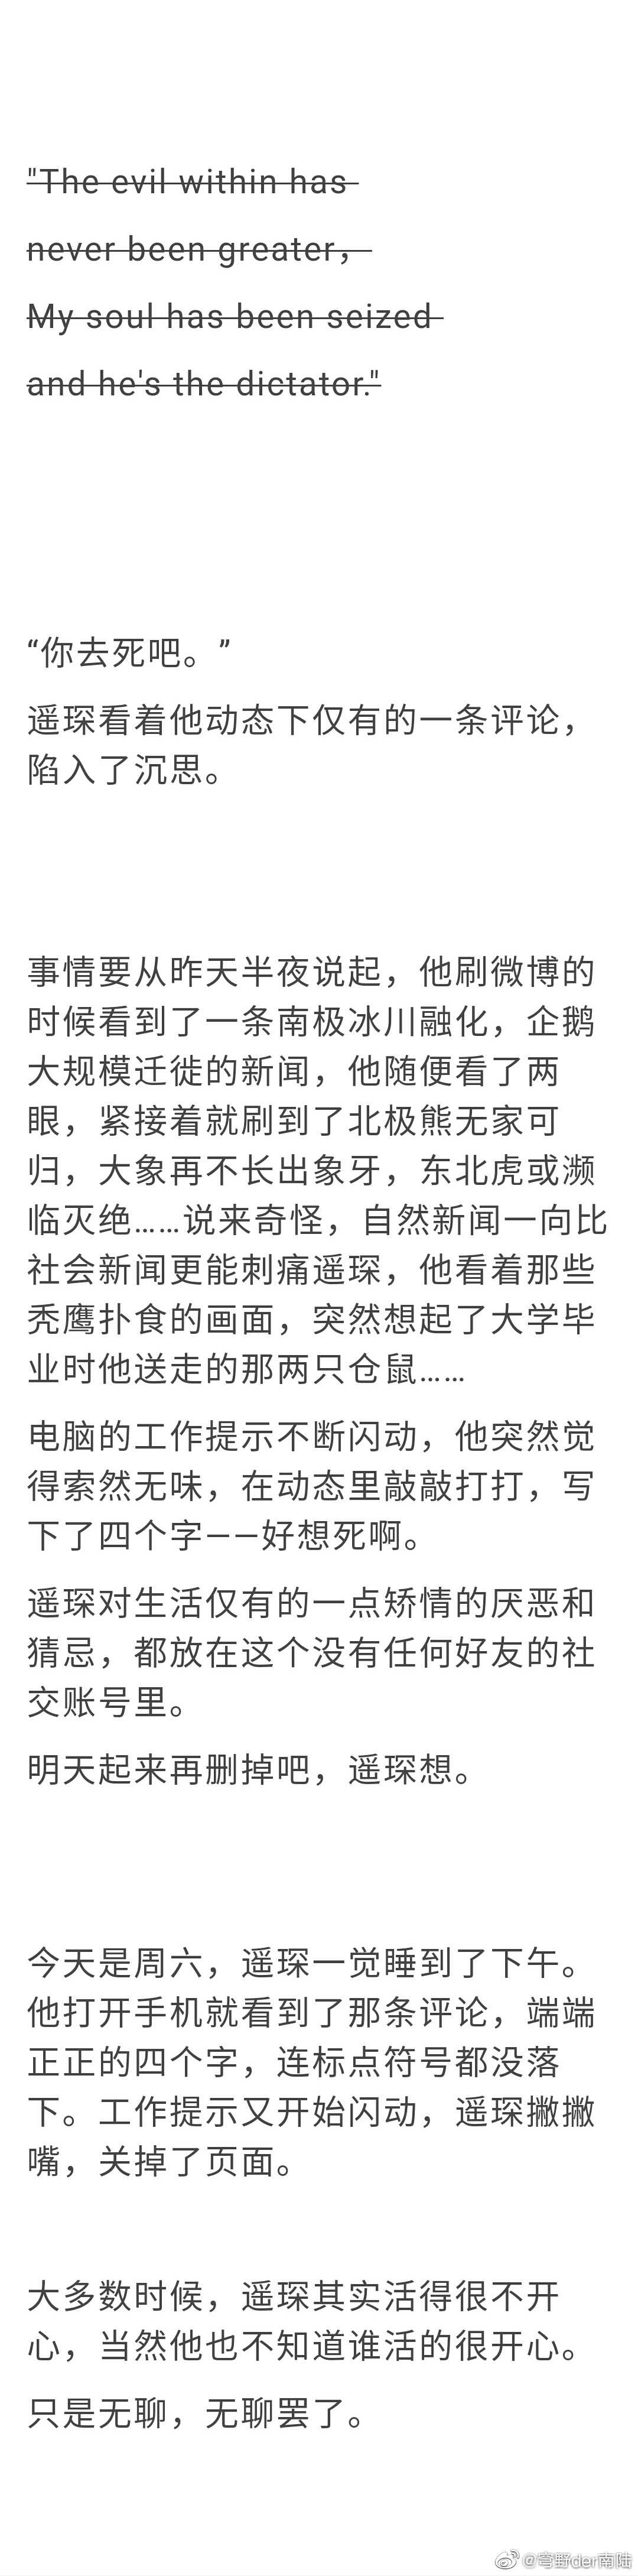 "The evil within has
never been greater，
My soul has been seized
and he's the dictator."
“你去死吧。”
遥琛看着他动态下仅有的一条评论，
陷入了沉思。
事情要从昨天半夜说起，他刷微博的
时候看到了一条南极冰川融化，企鹅
大规模迁徙的新闻，他随便看了两
眼，紧接着就刷到了北极熊无家可
归，大象再不长出象牙，东北虎或濒
临灭绝……说来奇怪，自然新闻一向比
社会新闻更能刺痛遥琛，他看着那些
秃鹰扑食的画面，突然想起了大学毕
业时他送走的那两只仓鼠……
电脑的工作提示不断闪动，他突然觉
得索然无味，在动态里敲敲打打，写
下了四个字——好想死啊。
遥琛对生活仅有的一点矫情的厌恶和
猜忌，都放在这个没有任何好友的社
交账号里。
明天起来再删掉吧，遥琛想。
今天是周六，遥琛一觉睡到了下午。
他打开手机就看到了那条评论，端端
正正的四个字，连标点符号都没落
下。工作提示又开始闪动，遥琛撇撇
嘴，关掉了页面。
大多数时候，遥琛其实活得很不开
心，当然他也不知道谁活的很开心。
只是无聊，无聊罢了。
@穹野der南陆